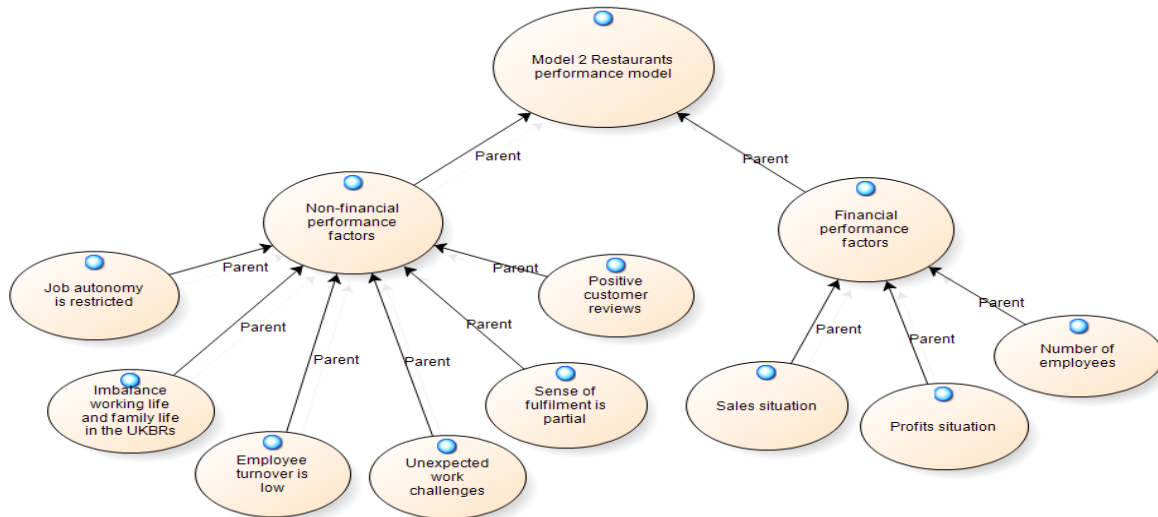 Model 2 Restaurants
performance model
Parent
Parent
Non-financial
performance
factors
Financial
performance
factors
Parent
Job autonomy
is restricted
Parent
Positive
customer
reviews
Parent
Parent
Parent
Parent
Parent
Parent
Parent
Imbalance
working life
and family life
in the UKBRs
Employee
turnover is
low
Unexpected
work
challenges
Sense of
fulfilment is
partial
Sales situation
Profits situation
Number of
employees